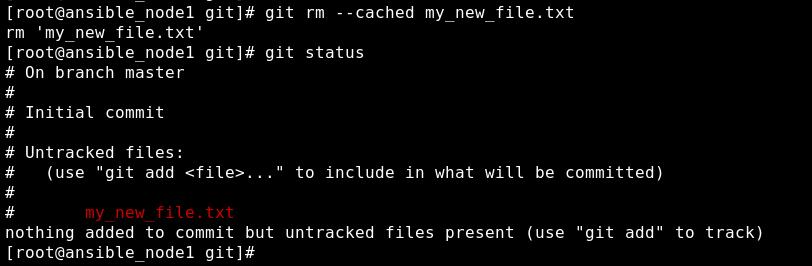 [root@ansible_node1 git]# git rm --cached my_new_file.txt
rm 'my_new_file.txt'
[root@ansible_node1 git]# git status
# On branch master
#
# Initial commit
#
# Untracked files:
#   (use "git add <file>..." to include in what will be committed)
#
#       my_new_file.txt
nothing added to commit but untracked files present (use "git add" to track)
[root@ansible_node1 git]#